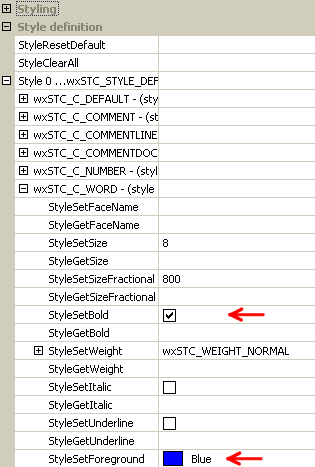 Styling
Style definition
StyleResetDefault
StyleClearAll
Style 0 ...wxSTC_STYLE_DEF
wxSTC_C_DEFAULT - (sty
wxSTC_C_COMMENT - (st
wxSTC_C_COMMENTLINE
wxSTC_C_COMMENTDOC
wxSTC_C_NUMBER - (styl
wxSTC_C_WORD - (style
StyleSetFaceName
StyleGetFaceName
StyleSetSize 8
StyleGetSize
StyleSetSizeFractional 800
StyleGetSizeFractional
StyleSetBold
StyleGetBold
StyleSetWeight wxSTC_WEIGHT_NORMAL
StyleGetWeight
StyleSetItalic
StyleGetItalic
StyleSetUnderline
StyleGetUnderline
StyleSetForeground Blue